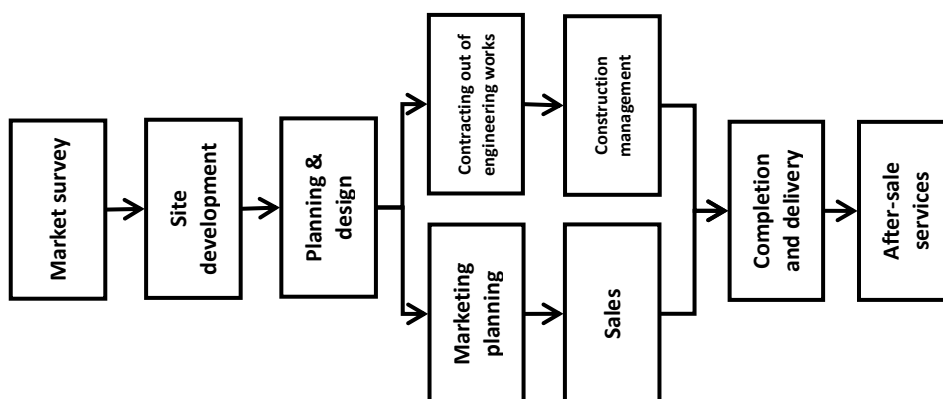 Market survey
Site
development
Planning &
design
Contracting out of
engineering works
Construction
management
Marketing
planning
Sales
Completion
and delivery
After-sale
services